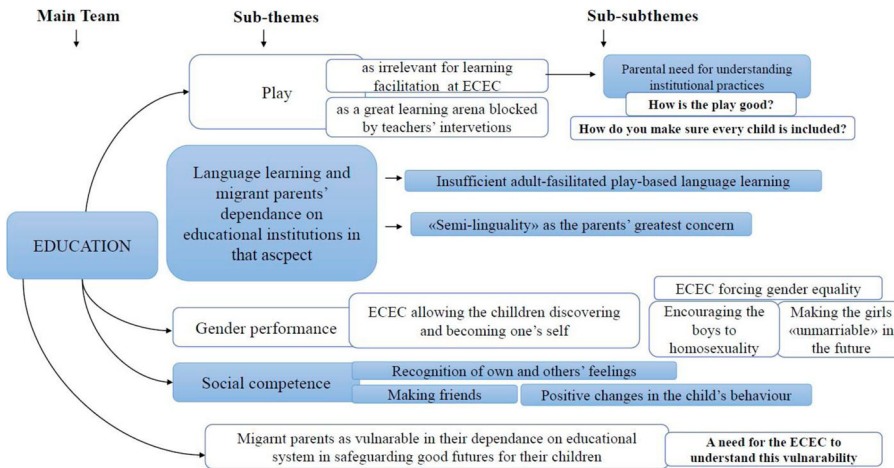 Main Team
Sub-themes
Sub-subthemes
EDUCATION
Play
as irrelevant for learning
facilitation at ECEC
as a great learning arena blocked
by teachers' intervetions
Parental need for understanding
institutional practices
How is the play good?
How do you make sure every child is included?
Language learning and
migrant parents'
dependance on
educational institutions in
that ascpect
Insufficient adult-facilitated play-based language learning
«Semi-linguality» as the parents' greatest concern
Gender performance
ECEC allowing the chilldren discovering
and becoming one's self
ECEC forcing gender equality
Encouraging the
boys to
homosexuality
Making the girls
«unmarriable» in
the future
Social competence
Recognition of own and others' feelings
Making friends
Positive changes in the child's behaviour
Migarnt parents as vulnarable in their dependance on educational
system in safeguarding good futures for their children
A need for the ECEC to
understand this vulnarability